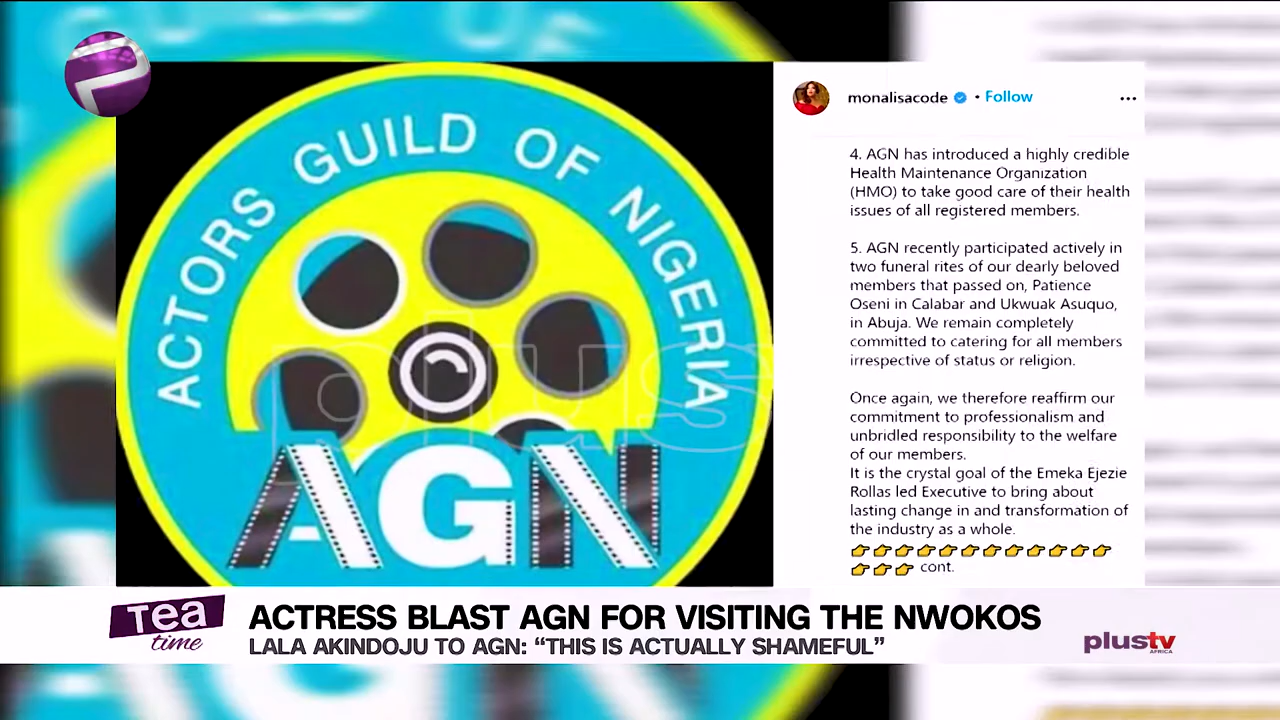 ACTORS GUILD OF NIGERIA
AGN
plus
monalisacode • Follow
4. AGN has introduced a highly credible
Health Maintenance Organization
(HMO) to take good care of their health
issues of all registered members.
5. AGN recently participated actively in
two funeral rites of our dearly beloved
members that passed on, Patience
Oseni in Calabar and Ukwuak Asuquo,
in Abuja. We remain completely
committed to catering for all members
irrespective of status or religion.
Once again, we therefore reaffirm our
commitment to professionalism and
unbridled responsibility to the welfare
of our members.
It is the crystal goal of the Emeka Ejezie
Rollas led Executive to bring about
lasting change in and transformation of
the industry as a whole.
👉👉👉👉👉👉👉👉👉👉👉👉
👉👉👉 cont.
Tea
time
ACTRESS BLAST AGN FOR VISITING THE NWOKOS
LALA AKINDOJU TO AGN: “THIS IS ACTUALLY SHAMEFUL”
plustv
AFRICA